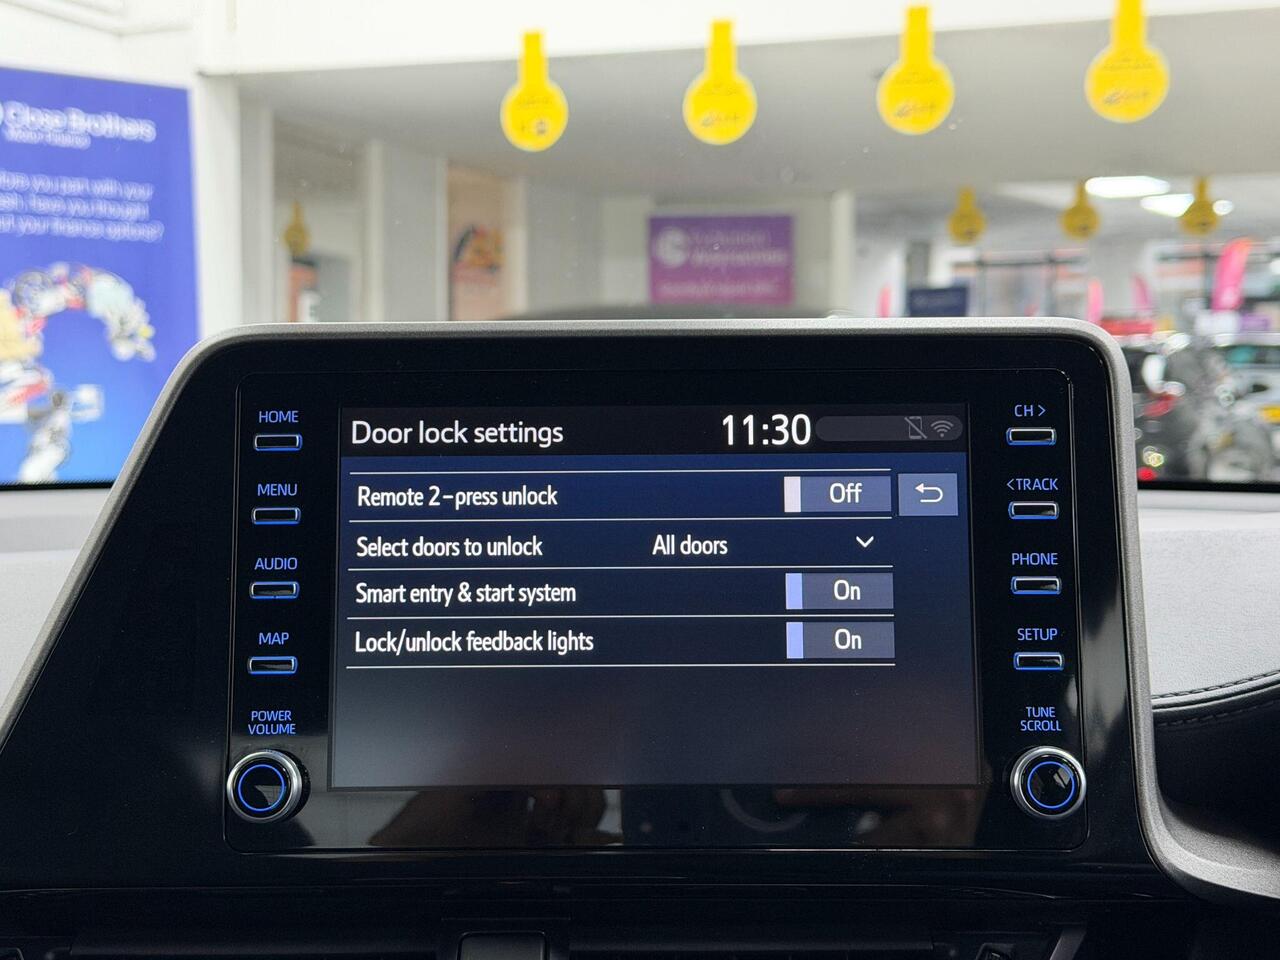 Close Brothers
Motor Finance
HOME
MENU
AUDIO
MAP
POWER
VOLUME
Door lock settings
11:30
Remote 2-press unlock
Off
Select doors to unlock
All doors
Smart entry & start system
On
Lock/unlock feedback lights
On
CH >
<TRACK
PHONE
SETUP
TUNE
SCROLL